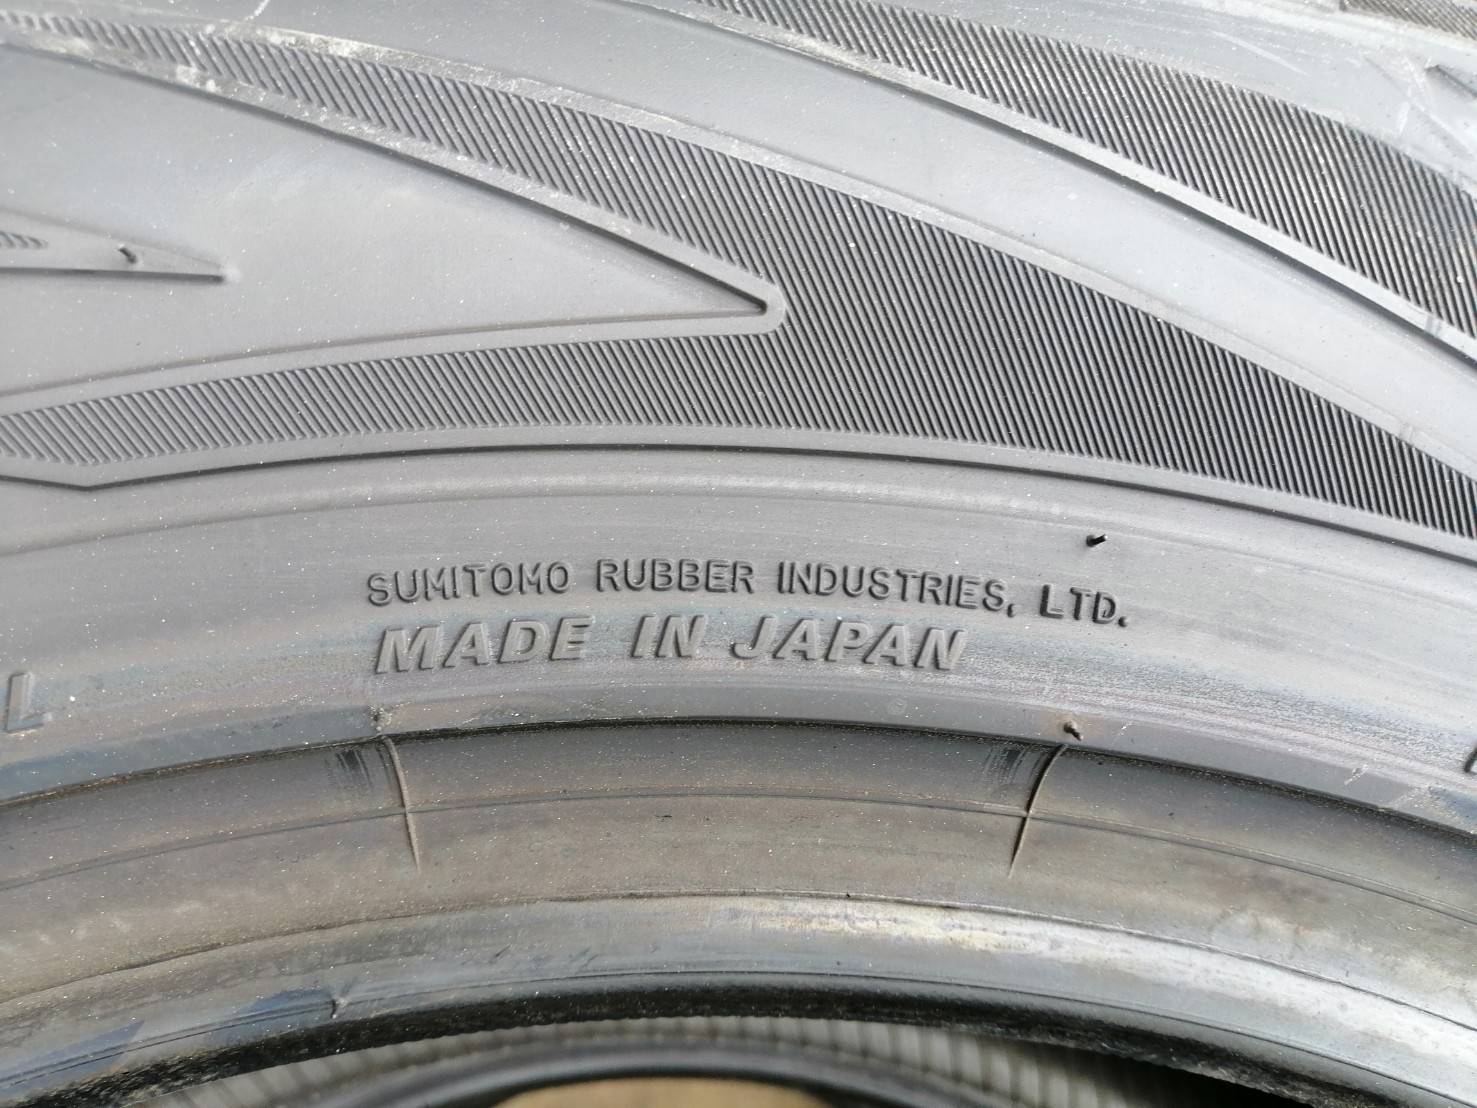 SUMITOMO RUBBER INDUSTRIES, LTD.
MADE IN JAPAN
L